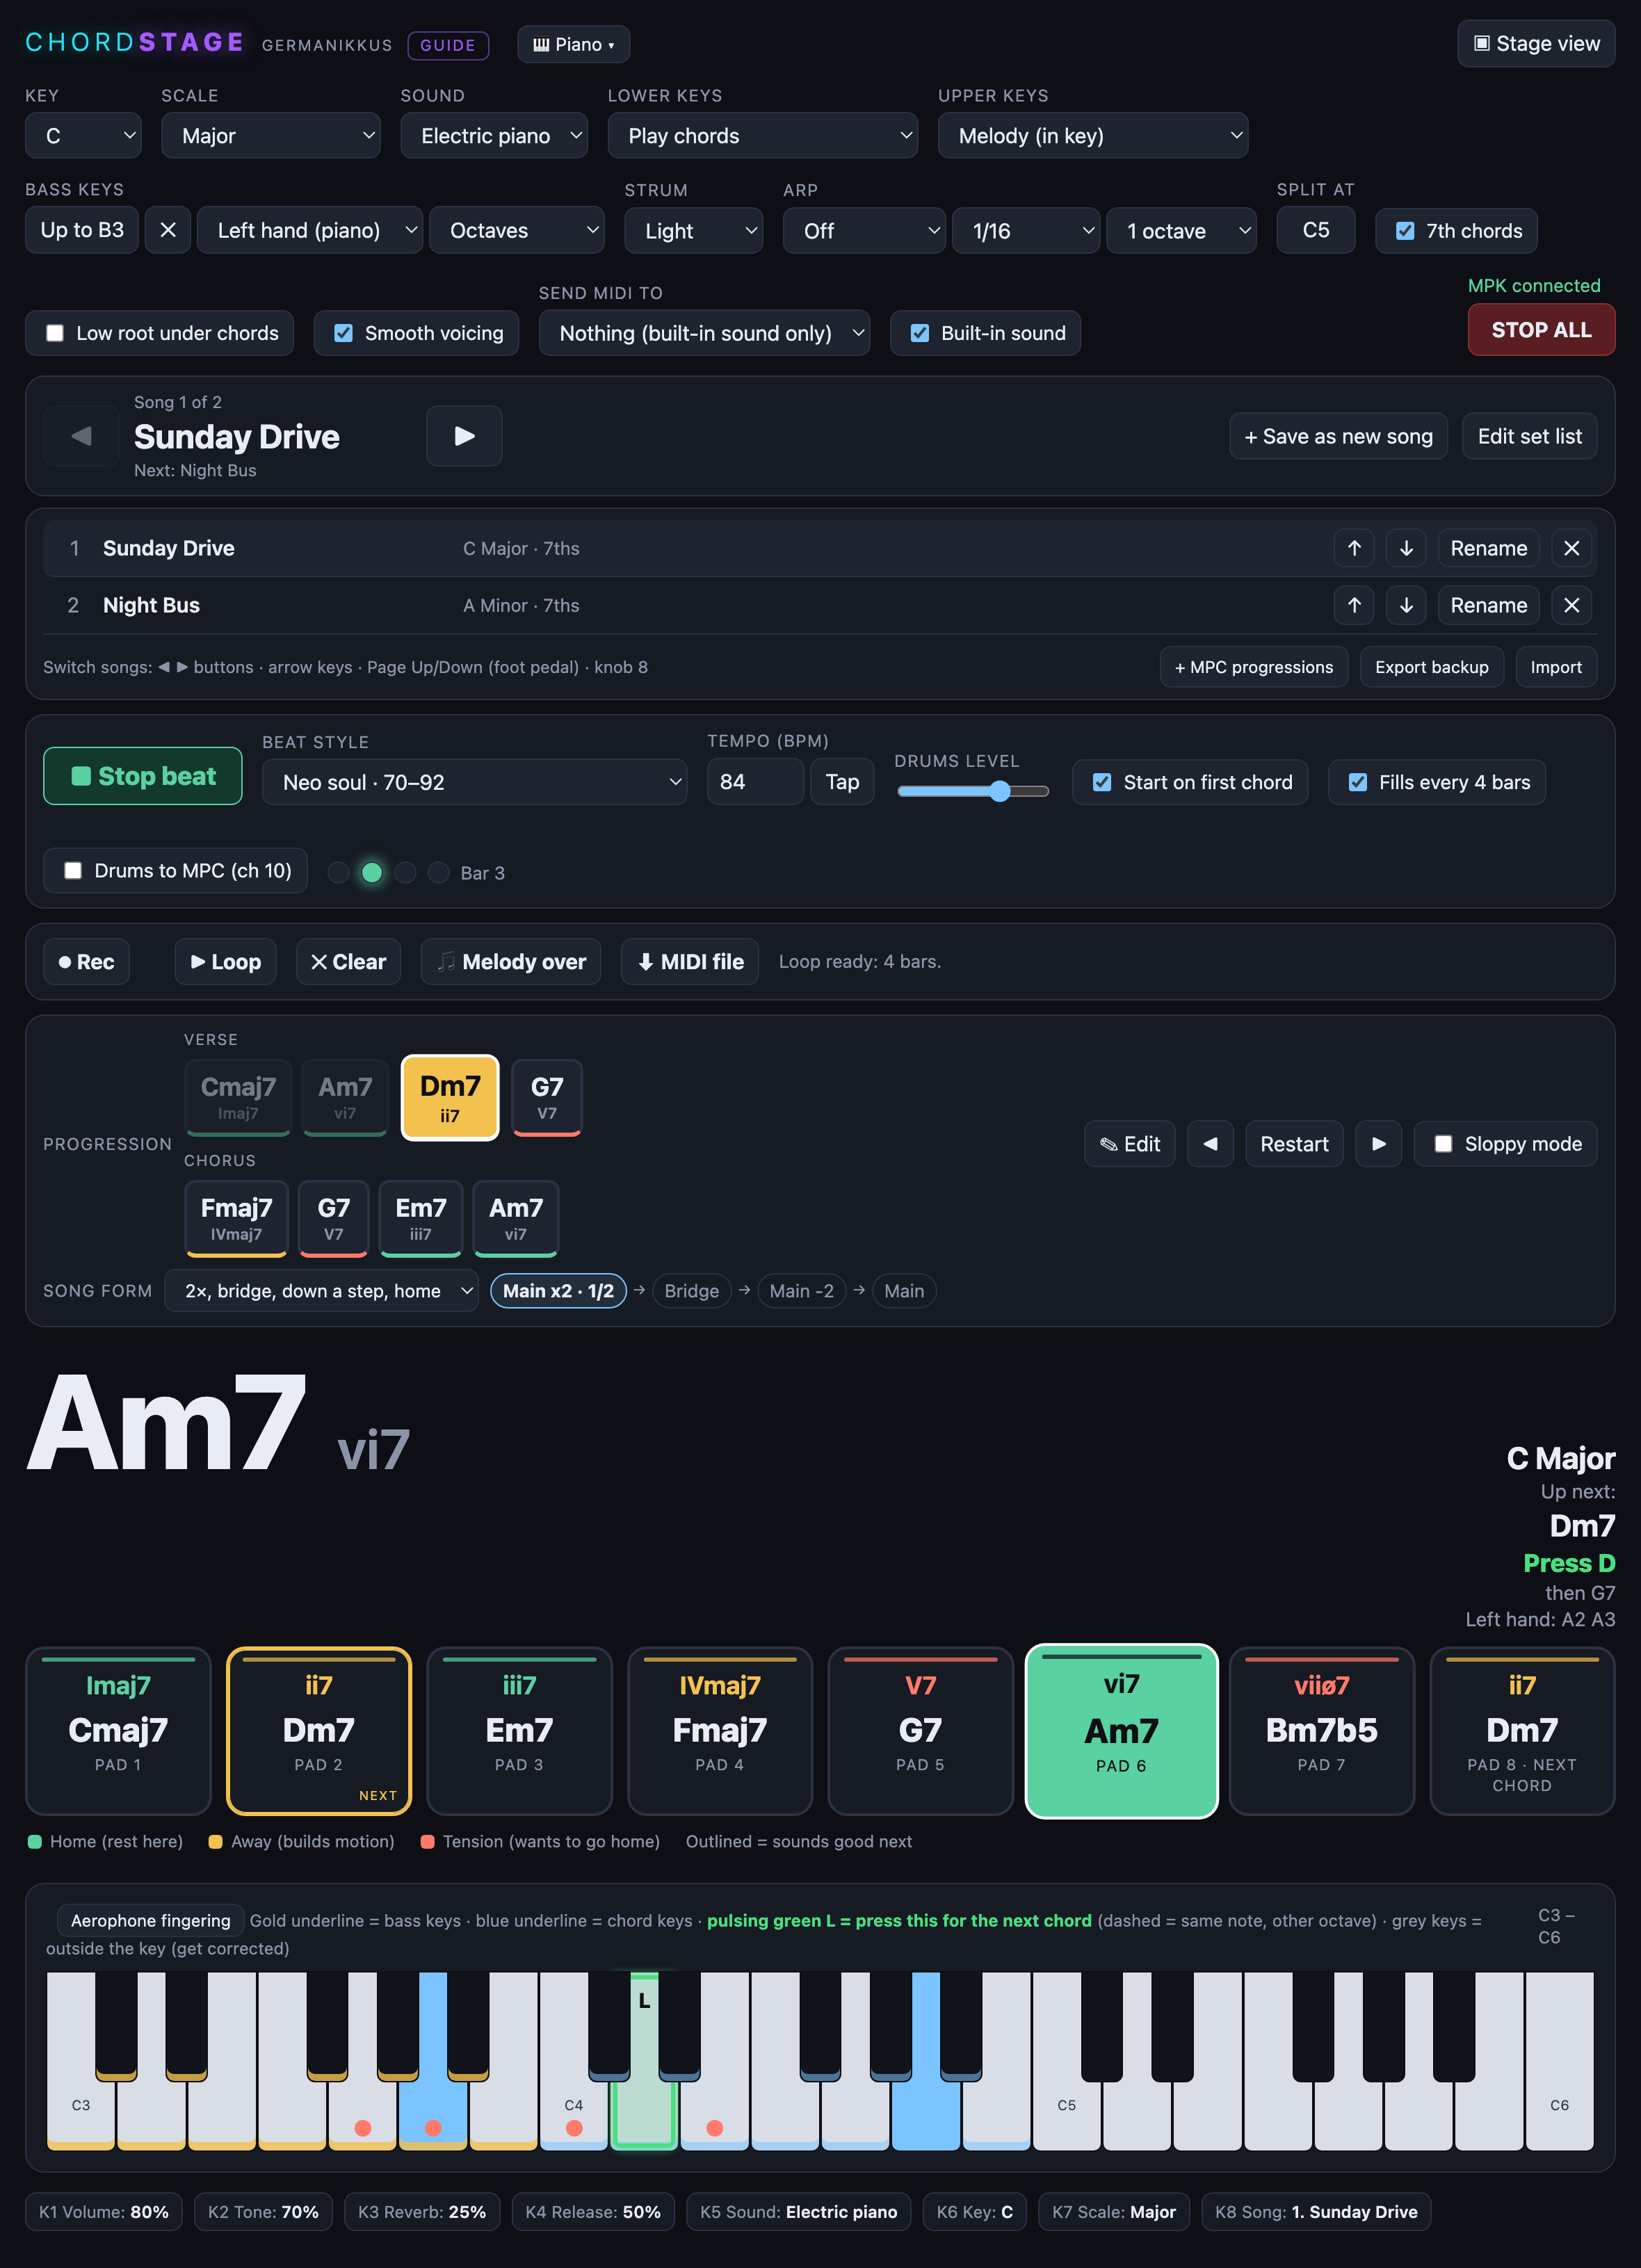 CHORDSTAGE GERMANIKKUS GUIDE Piano ▾ Stage view
KEY SCALE SOUND LOWER KEYS UPPER KEYS
C Major Electric piano Play chords Melody (in key)
BASS KEYS STRUM ARP SPLIT AT
Up to B3 ✕ Left hand (piano) Octaves Light Off 1/16 1 octave C5 7th chords
SEND MIDI TO MPK connected
Low root under chords Smooth voicing Nothing (built-in sound only) Built-in sound STOP ALL
Song 1 of 2
◀ Sunday Drive ▶ + Save as new song Edit set list
Next: Night Bus
1 Sunday Drive C Major · 7ths ↑ ↓ Rename ✕
2 Night Bus A Minor · 7ths ↑ ↓ Rename ✕
Switch songs: ◀ ▶ buttons · arrow keys · Page Up/Down (foot pedal) · knob 8 + MPC progressions Export backup Import
BEAT STYLE TEMPO (BPM) DRUMS LEVEL
Stop beat Neo soul · 70–92 84 Tap Start on first chord Fills every 4 bars
Drums to MPC (ch 10) Bar 3
● Rec ▶ Loop ✕ Clear 🎵 Melody over ⬇ MIDI file Loop ready: 4 bars.
VERSE
Cmaj7 Am7 Dm7 G7
Imaj7 vi7 ii7 V7
PROGRESSION ✎ Edit ◀ Restart ▶ Sloppy mode
CHORUS
Fmaj7 G7 Em7 Am7
IVmaj7 V7 iii7 vi7
SONG FORM 2×, bridge, down a step, home Main x2 · 1/2 → Bridge → Main -2 → Main
Am7 vi7
C Major
Up next:
Dm7
Press D
then G7
Left hand: A2 A3
Imaj7 ii7 iii7 IVmaj7 V7 vi7 viiø7 ii7
Cmaj7 Dm7 Em7 Fmaj7 G7 Am7 Bm7b5 Dm7
PAD 1 PAD 2 PAD 3 PAD 4 PAD 5 PAD 6 PAD 7 PAD 8 · NEXT
CHORD
NEXT
Home (rest here) Away (builds motion) Tension (wants to go home) Outlined = sounds good next
Aerophone fingering Gold underline = bass keys · blue underline = chord keys · pulsing green L = press this for the next chord (dashed = same note, other octave) · grey keys = C3 –
outside the key (get corrected) C6
L
C3 C4 C5 C6
K1 Volume: 80% K2 Tone: 70% K3 Reverb: 25% K4 Release: 50% K5 Sound: Electric piano K6 Key: C K7 Scale: Major K8 Song: 1. Sunday Drive